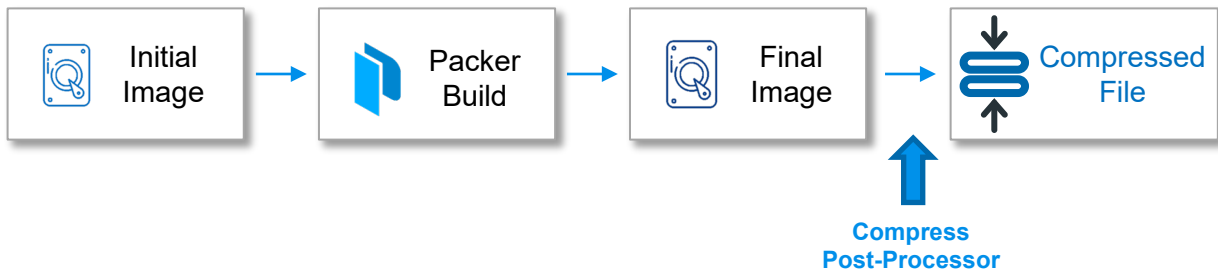 Initial
Image
Packer
Build
Final
Image
Compressed
File
Compress
Post-Processor